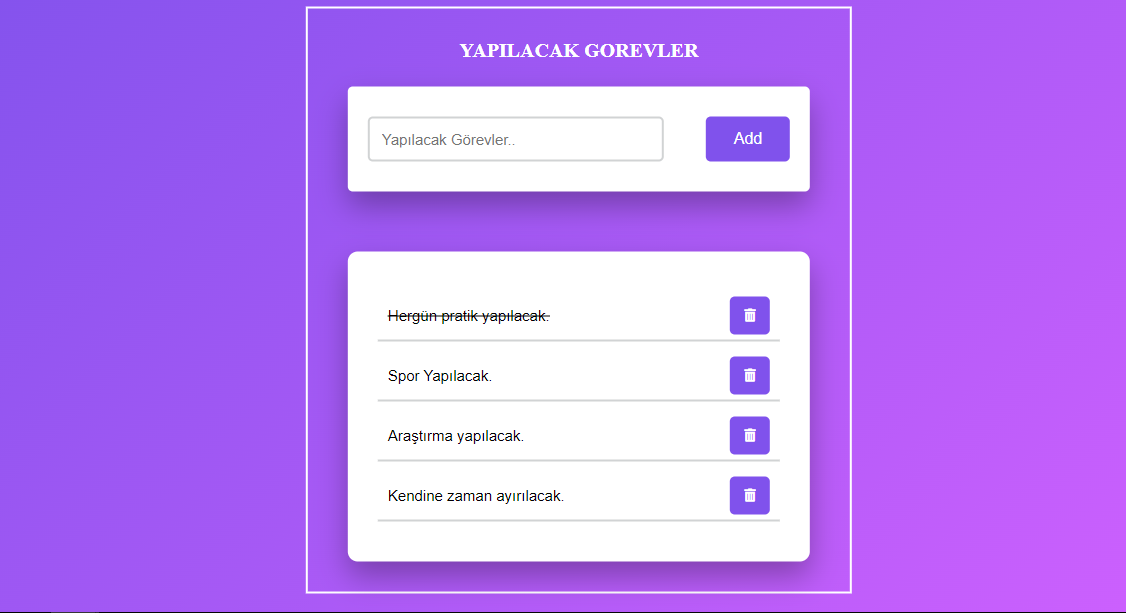 YAPILACAK GOREVLER
Yapılacak Görevler..
Add
Hergün pratik yapılacak.
Spor Yapılacak.
Araştırma yapılacak.
Kendine zaman ayırılacak.